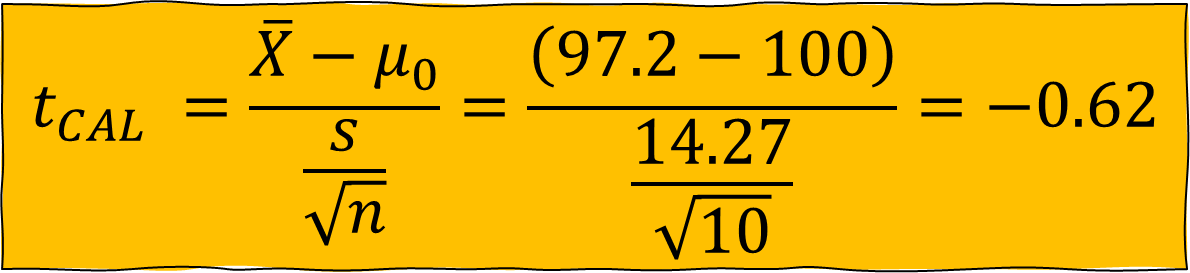 t_CAL = (X̄ − μ₀) / (s / √n) = (97.2 − 100) / (14.27 / √10) = −0.62